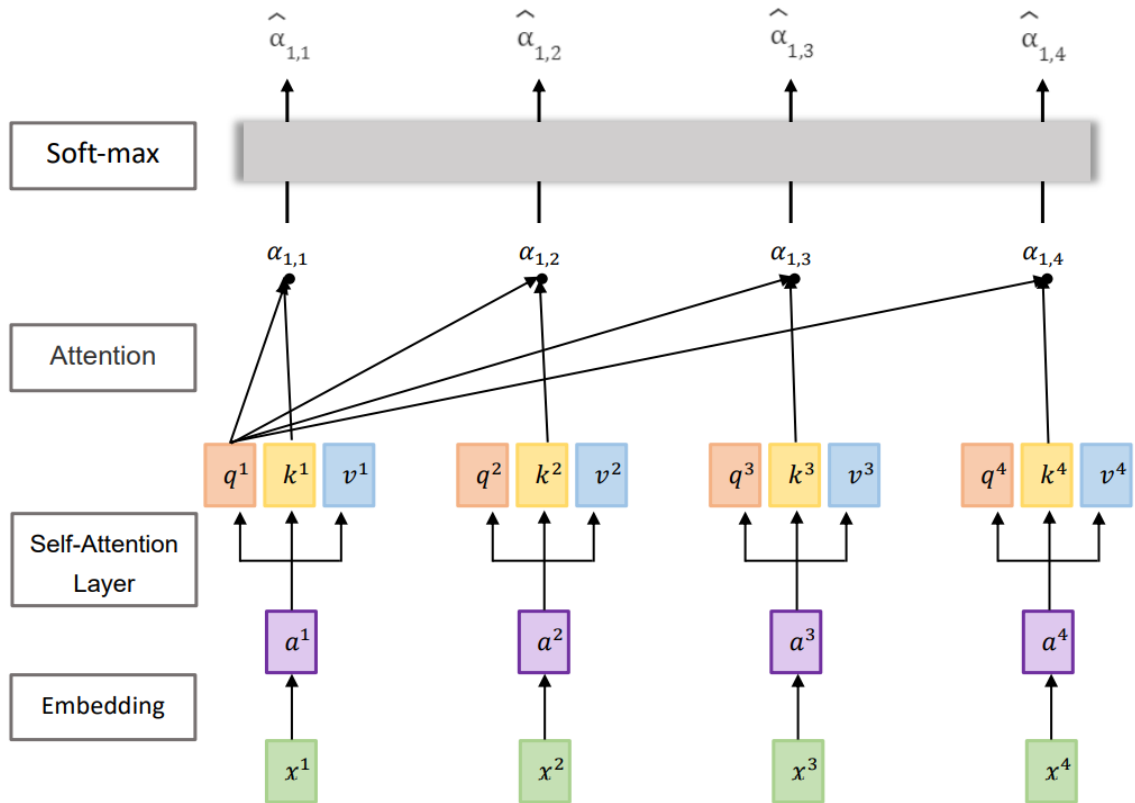 α̂1,1 α̂1,2 α̂1,3 α̂1,4
Soft-max
α1,1 α1,2 α1,3 α1,4
Attention
q¹ k¹ v¹ q² k² v² q³ k³ v³ q⁴ k⁴ v⁴
Self-Attention
Layer
a¹ a² a³ a⁴
Embedding
x¹ x² x³ x⁴